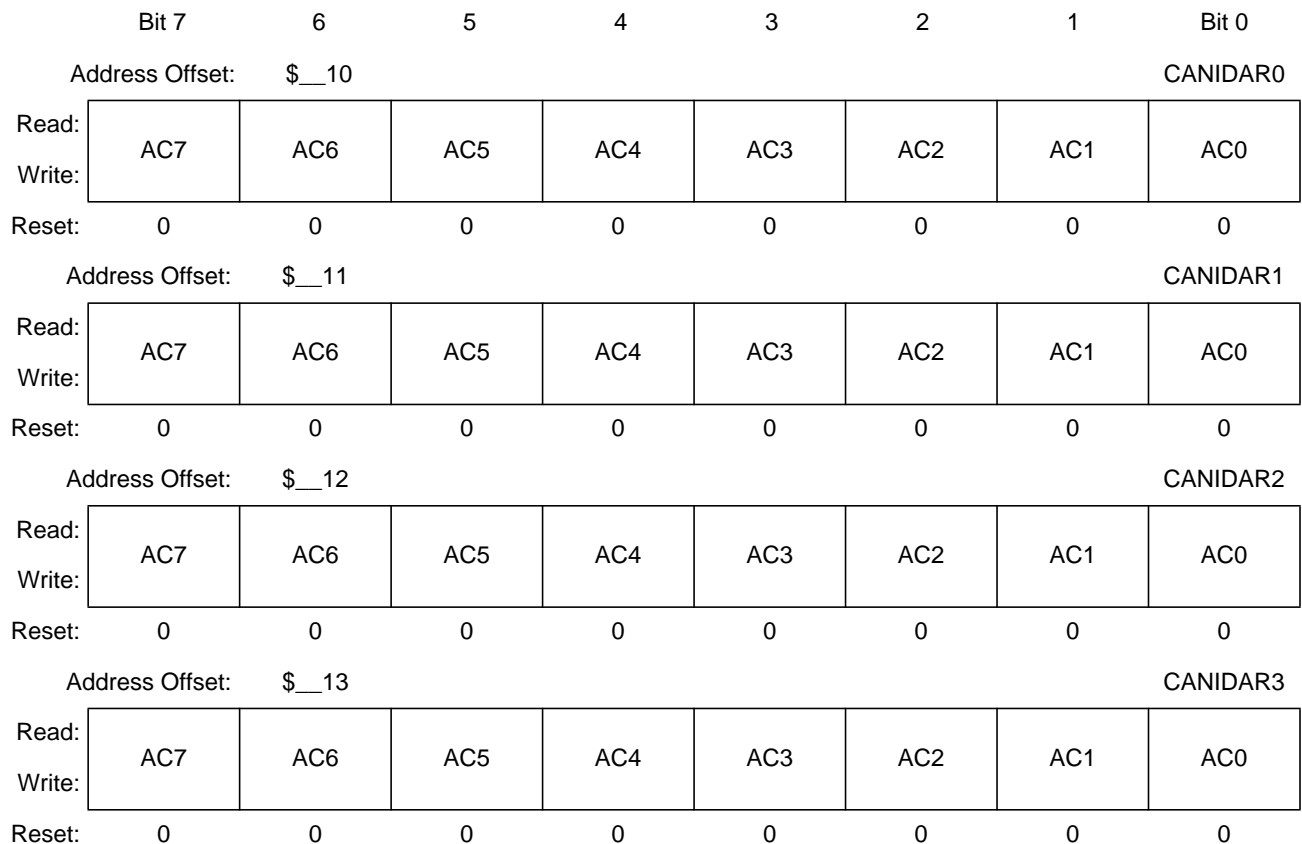 Bit 7 6 5 4 3 2 1 Bit 0
Address Offset: $__10 CANIDAR0
Read:
AC7 AC6 AC5 AC4 AC3 AC2 AC1 AC0
Write:
Reset: 0 0 0 0 0 0 0 0
Address Offset: $__11 CANIDAR1
Read:
AC7 AC6 AC5 AC4 AC3 AC2 AC1 AC0
Write:
Reset: 0 0 0 0 0 0 0 0
Address Offset: $__12 CANIDAR2
Read:
AC7 AC6 AC5 AC4 AC3 AC2 AC1 AC0
Write:
Reset: 0 0 0 0 0 0 0 0
Address Offset: $__13 CANIDAR3
Read:
AC7 AC6 AC5 AC4 AC3 AC2 AC1 AC0
Write:
Reset: 0 0 0 0 0 0 0 0